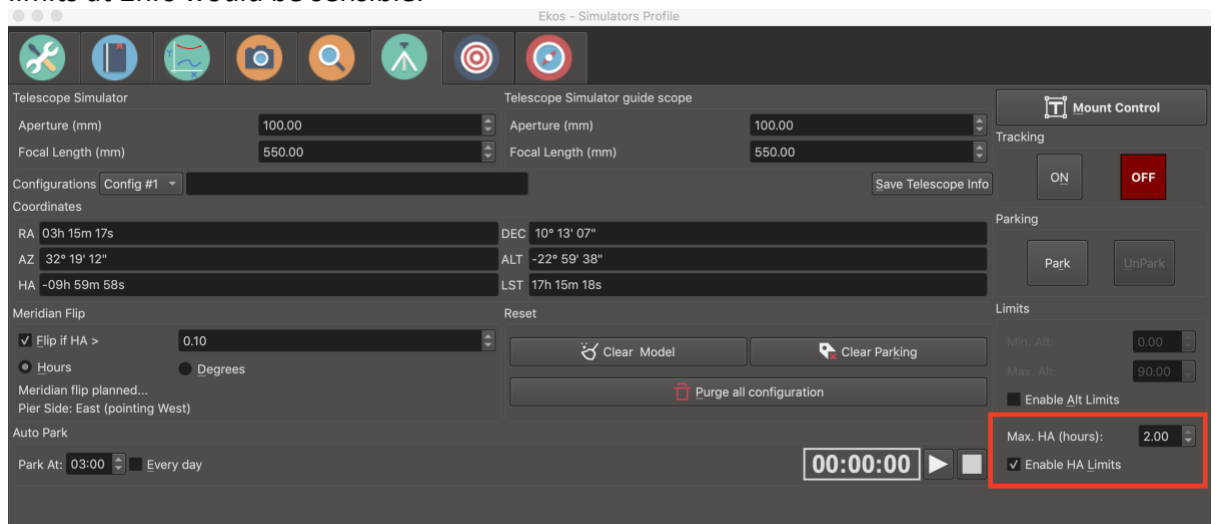 limits at 2hrs would be sensible.
Ekos - Simulators Profile
Telescope Simulator
Aperture (mm) 100.00
Focal Length (mm) 550.00
Telescope Simulator guide scope
Aperture (mm) 100.00
Focal Length (mm) 550.00
Configurations Config #1 Save Telescope Info
Coordinates
RA 03h 15m 17s DEC 10° 13' 07"
AZ 32° 19' 12" ALT -22° 59' 38"
HA -09h 59m 58s LST 17h 15m 18s
Meridian Flip
Flip if HA > 0.10
Hours Degrees
Meridian flip planned...
Pier Side: East (pointing West)
Reset
Clear Model Clear Parking
Purge all configuration
Auto Park
Park At: 03:00 Every day
00:00:00
Mount Control
Tracking
ON OFF
Parking
Park UnPark
Limits
Min. Alt: 0.00
Max. Alt: 90.00
Enable Alt Limits
Max. HA (hours): 2.00
Enable HA Limits